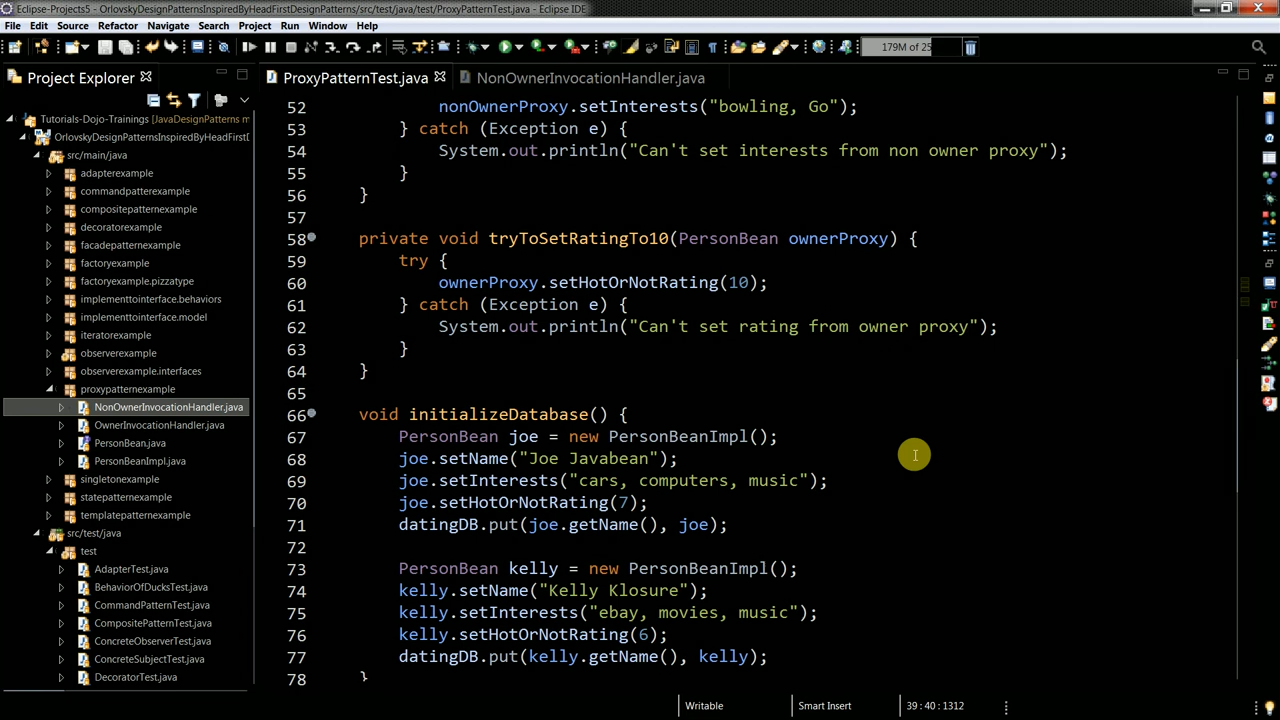 Eclipse-Projects5 - OrlovskyDesignPatternsInspiredByHeadFirstDesignPatterns/src/test/java/test/ProxyPatternTest.java - Eclipse IDE
File Edit Source Refactor Navigate Search Project Run Window Help
179M of 25
Project Explorer
ProxyPatternTest.java
NonOwnerInvocationHandler.java
Tutorials-Dojo-Trainings [JavaDesignPatterns m
OrlovskyDesignPatternsInspiredByHeadFirstD
src/main/java
adapterexample
commandpatterexample
compositepatternexample
decoratorexample
facadepatternexample
factoryexample
factoryexample.pizzatype
implementtointerface.behaviors
implementtointerface.model
iteratorexample
observerexample
observerexample.interfaces
proxypatternexample
NonOwnerInvocationHandler.java
OwnerInvocationHandler.java
PersonBean.java
PersonBeanImpl.java
singletonexample
statepatternexample
templatepatternexample
src/test/java
test
AdapterTest.java
BehaviorOfDucksTest.java
CommandPatternTest.java
CompositePatternTest.java
ConcreteObserverTest.java
ConcreteSubjectTest.java
DecoratorTest.java
52 nonOwnerProxy.setInterests("bowling, Go");
53 } catch (Exception e) {
54 System.out.println("Can't set interests from non owner proxy");
55 }
56 }
57
58 private void tryToSetRatingTo10(PersonBean ownerProxy) {
59 try {
60 ownerProxy.setHotOrNotRating(10);
61 } catch (Exception e) {
62 System.out.println("Can't set rating from owner proxy");
63 }
64 }
65
66 void initializeDatabase() {
67 PersonBean joe = new PersonBeanImpl();
68 joe.setName("Joe Javabean");
69 joe.setInterests("cars, computers, music");
70 joe.setHotOrNotRating(7);
71 datingDB.put(joe.getName(), joe);
72
73 PersonBean kelly = new PersonBeanImpl();
74 kelly.setName("Kelly Klosure");
75 kelly.setInterests("ebay, movies, music");
76 kelly.setHotOrNotRating(6);
77 datingDB.put(kelly.getName(), kelly);
78 }
Writable
Smart Insert
39 : 40 : 1312